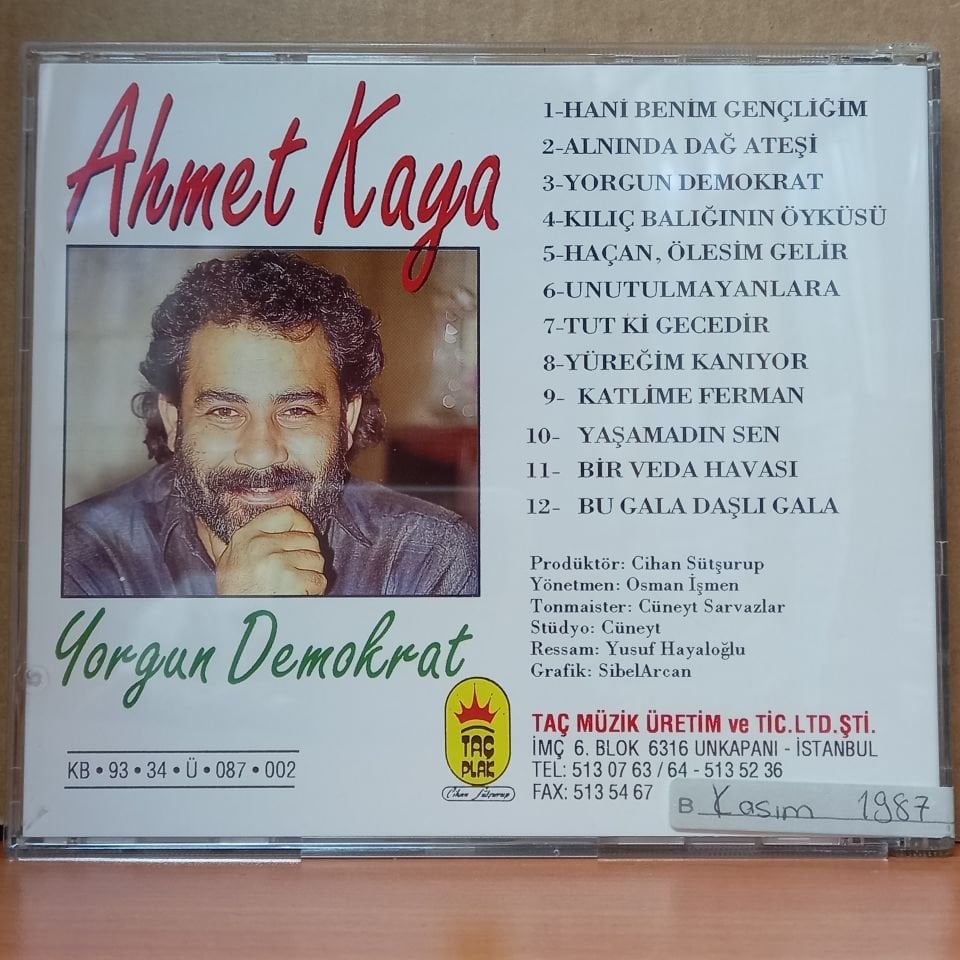 Ahmet Kaya
Yorgun Demokrat
KB • 93 • 34 • Ü • 087 • 002
1-HANİ BENİM GENÇLİĞİM
2-ALNINDA DAĞ ATEŞİ
3-YORGUN DEMOKRAT
4-KILIÇ BALIĞININ ÖYKÜSÜ
5-HAÇAN, ÖLESİM GELİR
6-UNUTULMAYANLARA
7-TUT Kİ GECEDİR
8-YÜREĞİM KANIYOR
9- KATLİME FERMAN
10- YAŞAMADIN SEN
11- BİR VEDA HAVASI
12- BU GALA DAŞLI GALA
Prodüktör: Cihan Sütşurup
Yönetmen: Osman İşmen
Tonmaister: Cüneyt Sarvazlar
Stüdyo: Cüneyt
Ressam: Yusuf Hayaloğlu
Grafik: SibelArcan
TAÇ
PLAK
Cihan Sütşurup
TAÇ MÜZİK ÜRETİM ve TİC.LTD.ŞTİ.
İMÇ 6. BLOK 6316 UNKAPANI - İSTANBUL
TEL: 513 07 63 / 64 - 513 52 36
FAX: 513 54 67
B Kasım 1987